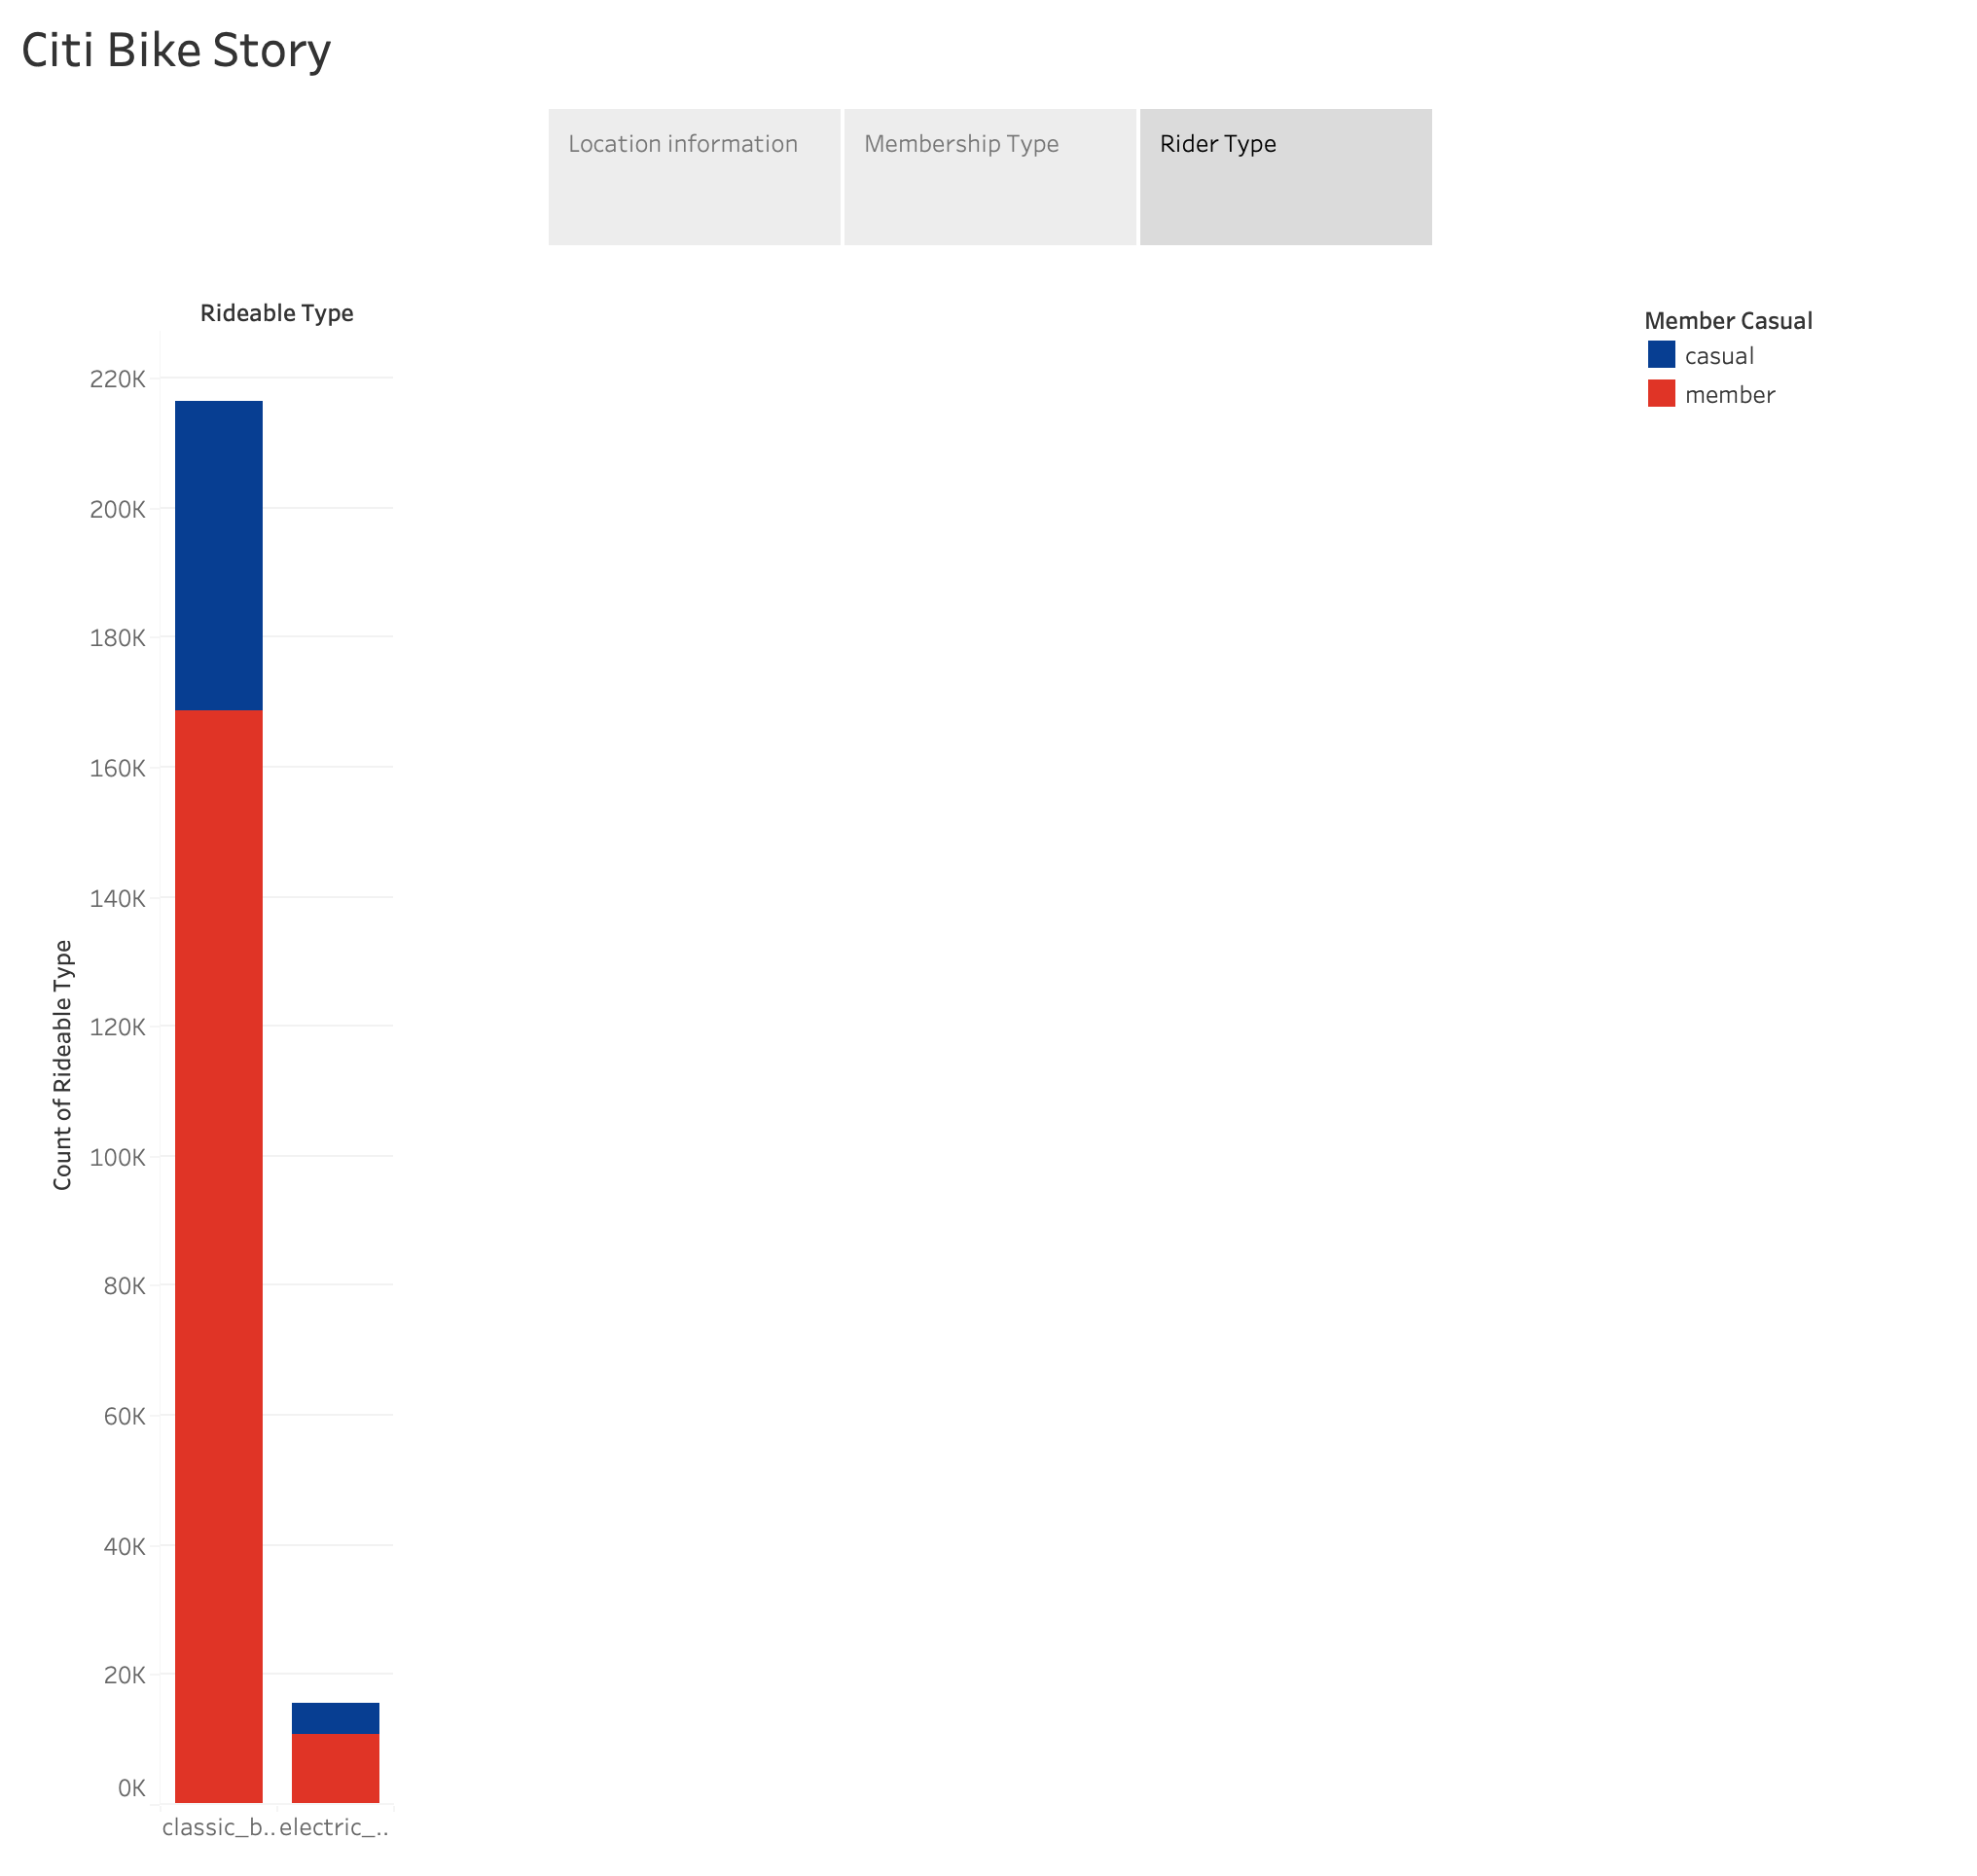 Citi Bike Story
Location information
Membership Type
Rider Type
Rideable Type
Member Casual
casual
member
220K
200K
180K
160K
140K
120K
100K
80K
60K
40K
20K
0K
Count of Rideable Type
classic_b..
electric_..